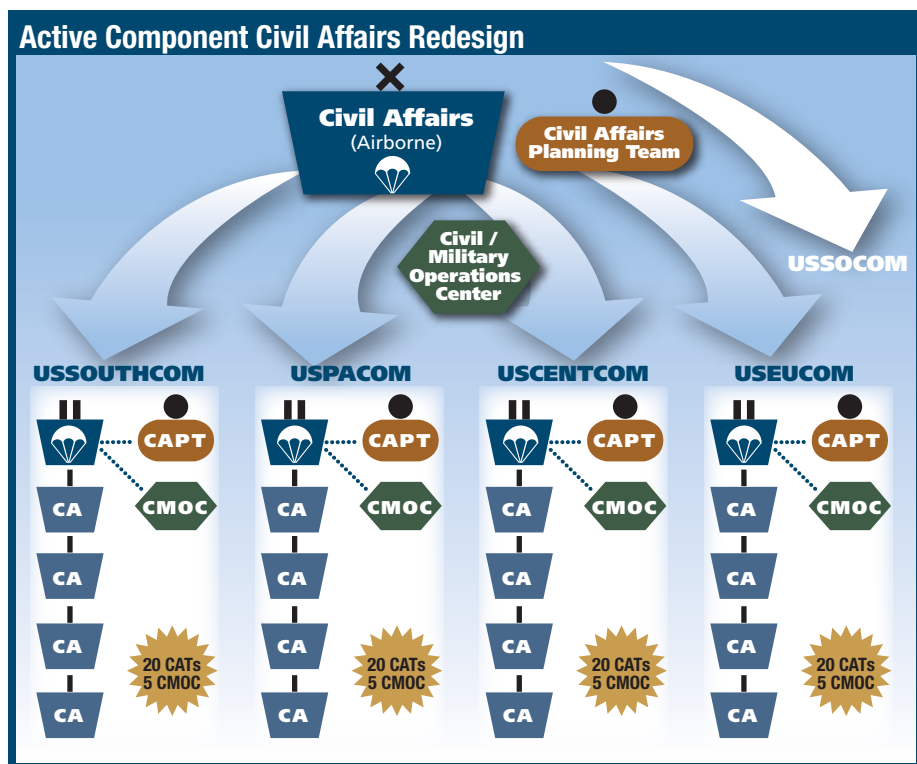 Active Component Civil Affairs Redesign
Civil Affairs
(Airborne)
Civil Affairs
Planning Team
Civil /
Military
Operations
Center
USSOCOM
USSOUTHCOM
USPACOM
USCENTCOM
USEUCOM
CAPT
CMOC
CA
CA
CA
CA
20 CATs
5 CMOC
CAPT
CMOC
CA
CA
CA
CA
20 CATs
5 CMOC
CAPT
CMOC
CA
CA
CA
CA
20 CATs
5 CMOC
CAPT
CMOC
CA
CA
CA
CA
20 CATs
5 CMOC